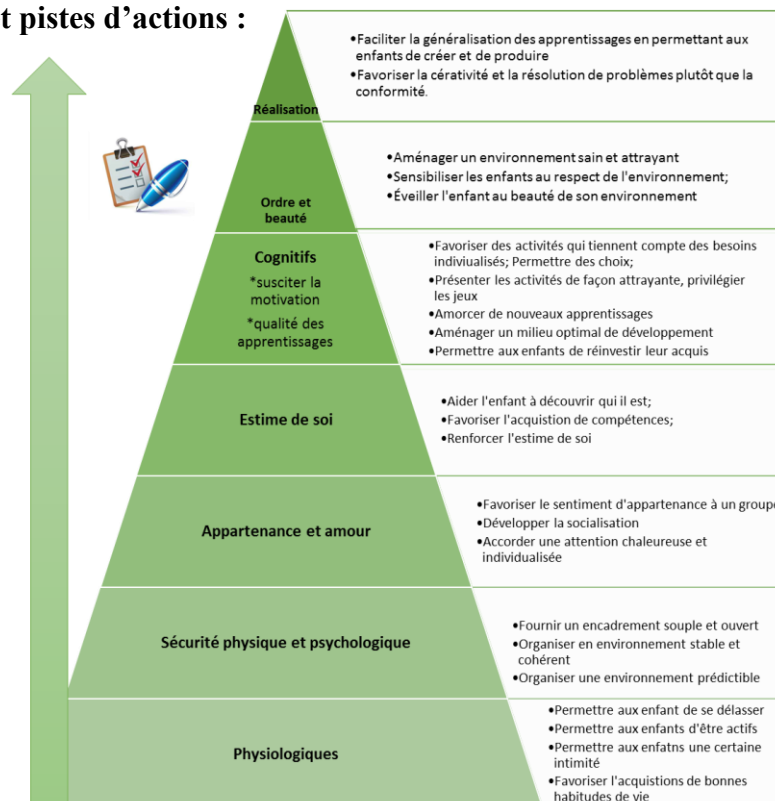 t pistes d’actions :
•Faciliter la généralisation des apprentissages en permettant aux
enfants de créer et de produire
•Favoriser la cérativité et la résolution de problèmes plutôt que la
conformité.
Réalisation
•Aménager un environnement sain et attrayant
•Sensibiliser les enfants au respect de l'environnement;
•Éveiller l'enfant au beauté de son environnement
Ordre et
beauté
Cognitifs
*susciter la
motivation
*qualité des
apprentissages
•Favoriser des activités qui tiennent compte des besoins
indiviualisés; Permettre des choix;
•Présenter les activités de façon attrayante, privilégier
les jeux
•Amorcer de nouveaux apprentissages
•Aménager un milieu optimal de développement
•Permettre aux enfants de réinvestir leur acquis
Estime de soi
•Aider l'enfant à découvrir qui il est;
•Favoriser l'acquistion de compétences;
•Renforcer l'estime de soi
Appartenance et amour
•Favoriser le sentiment d'appartenance à un groupe
•Développer la socialisation
•Accorder une attention chaleureuse et
individualisée
Sécurité physique et psychologique
•Fournir un encadrement souple et ouvert
•Organiser en environnement stable et
cohérent
•Organiser une environnement prédictible
Physiologiques
•Permettre aux enfant de se délasser
•Permettre aux enfants d'être actifs
•Permettre aux enfatns une certaine
intimité
•Favoriser l'acquistions de bonnes
habitudes de vie